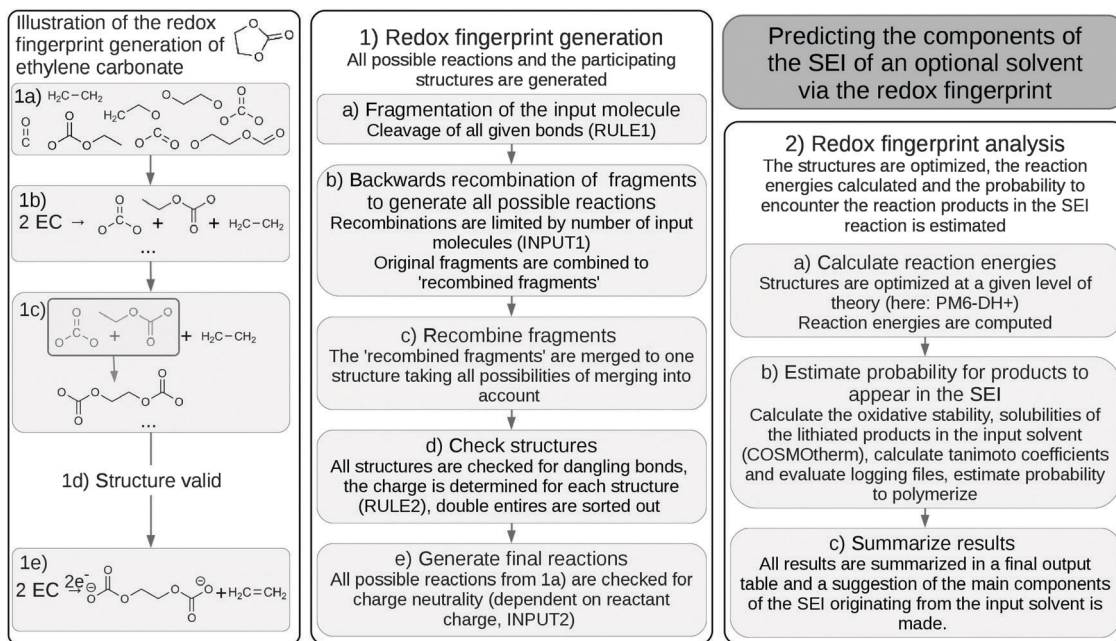 Illustration of the redox
fingerprint generation of
ethylene carbonate
O
O
O
1a)
H₂C–CH₂
O
O
H₂C
O
O
O
O
O
C
O
O
O
O
O
O
O
O
O
1b)
2 EC → O O O + O O O + H₂C–CH₂
...
1c)
O O O + O O O + H₂C–CH₂
O O O O O O
...
1d) Structure valid
1e)
2 EC 2e⁻ → ⊖O O O O O O⊖ + H₂C=CH₂
1) Redox fingerprint generation
All possible reactions and the participating
structures are generated
a) Fragmentation of the input molecule
Cleavage of all given bonds (RULE1)
b) Backwards recombination of fragments
to generate all possible reactions
Recombinations are limited by number of input
molecules (INPUT1)
Original fragments are combined to
'recombined fragments'
c) Recombine fragments
The 'recombined fragments' are merged to one
structure taking all possibilities of merging into
account
d) Check structures
All structures are checked for dangling bonds,
the charge is determined for each structure
(RULE2), double entires are sorted out
e) Generate final reactions
All possible reactions from 1a) are checked for
charge neutrality (dependent on reactant
charge, INPUT2)
Predicting the components of
the SEI of an optional solvent
via the redox fingerprint
2) Redox fingerprint analysis
The structures are optimized, the reaction
energies calculated and the probability to
encounter the reaction products in the SEI
reaction is estimated
a) Calculate reaction energies
Structures are optimized at a given level of
theory (here: PM6-DH+)
Reaction energies are computed
b) Estimate probability for products to
appear in the SEI
Calculate the oxidative stability, solubilities of
the lithiated products in the input solvent
(COSMOtherm), calculate tanimoto coefficients
and evaluate logging files, estimate probability
to polymerize
c) Summarize results
All results are summarized in a final output
table and a suggestion of the main components
of the SEI originating from the input solvent is
made.